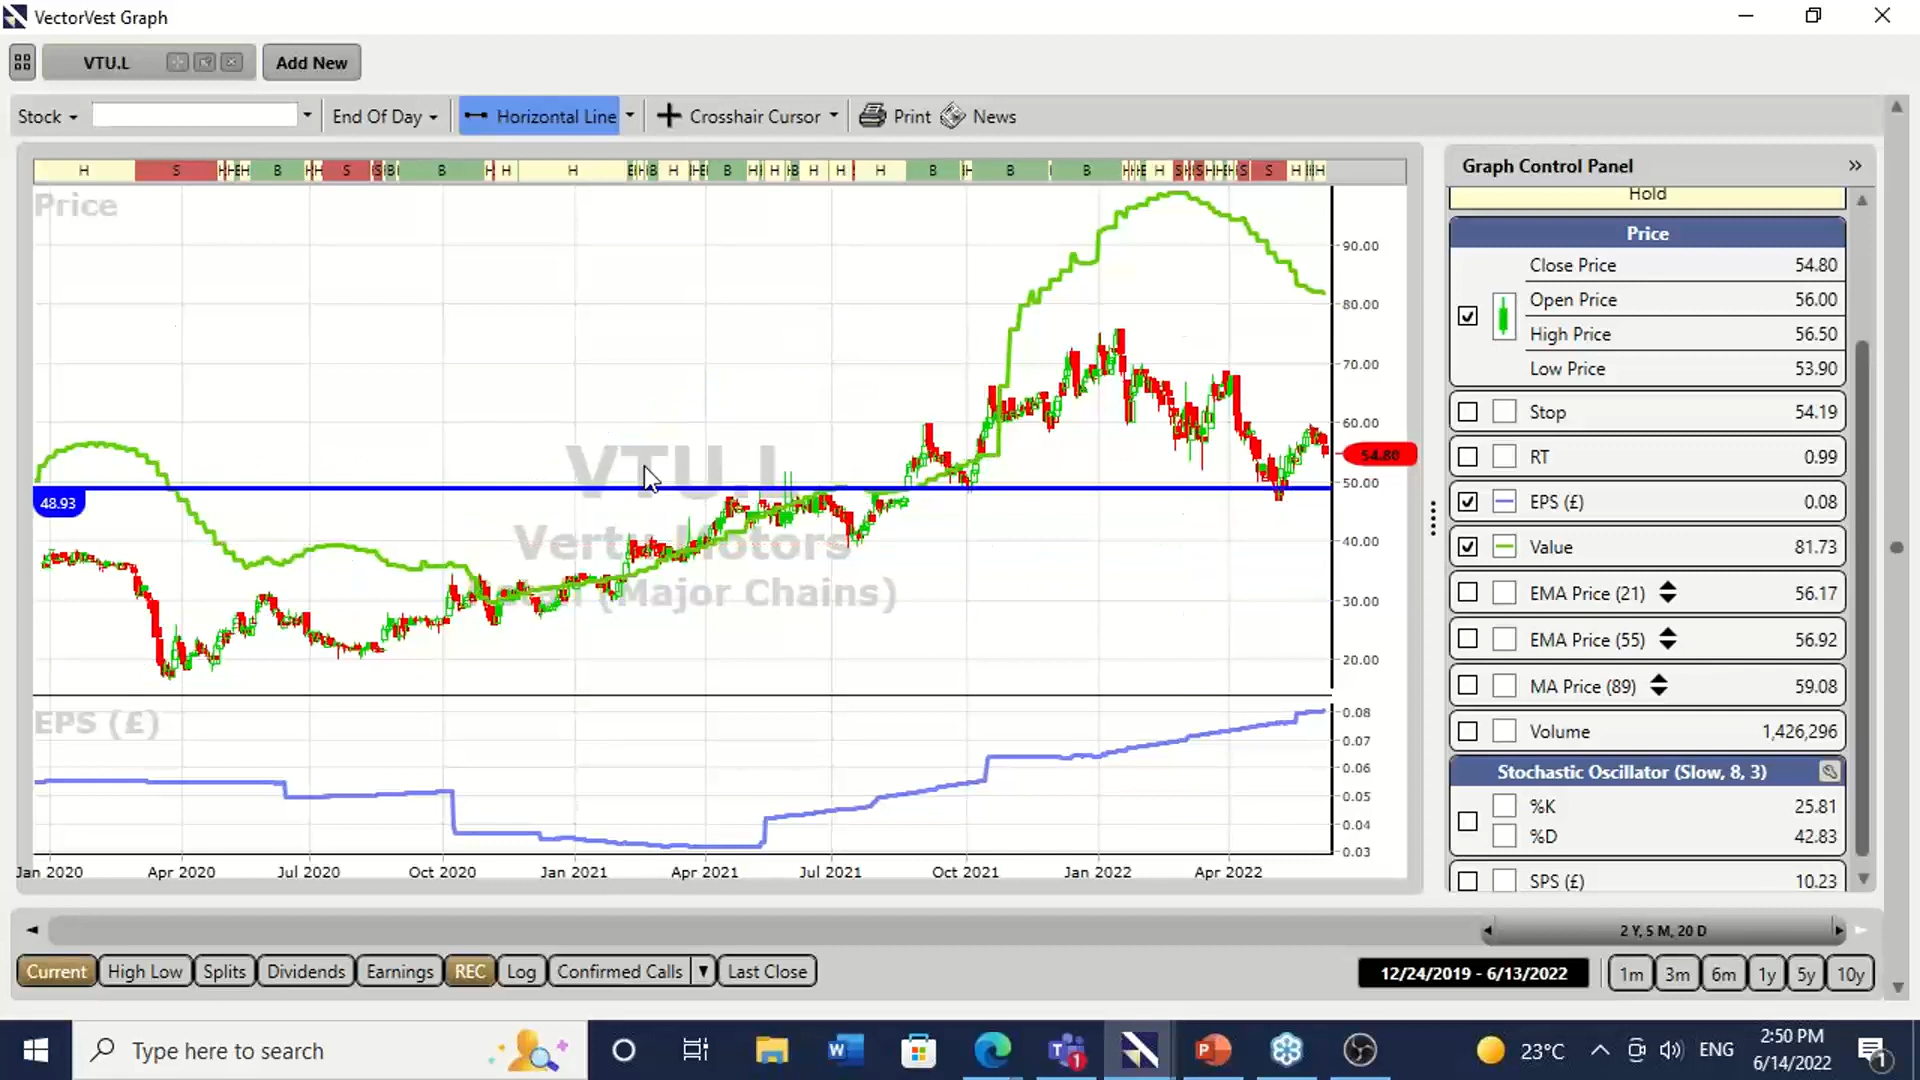 VectorVest Graph
VTU.L
Add New
Stock
End Of Day
Horizontal Line
Crosshair Cursor
Print
News
H S B S B H H H B H H H H B B B H S H
Price
90.00
80.00
70.00
60.00
54.80
50.00
40.00
30.00
20.00
48.93
VTU.L
Vertu Motors
(Major Chains)
EPS (£)
0.08
0.07
0.06
0.05
0.04
0.03
Jan 2020 Apr 2020 Jul 2020 Oct 2020 Jan 2021 Apr 2021 Jul 2021 Oct 2021 Jan 2022 Apr 2022
Graph Control Panel »
Hold
Price
Close Price 54.80
Open Price 56.00
High Price 56.50
Low Price 53.90
Stop 54.19
RT 0.99
EPS (£) 0.08
Value 81.73
EMA Price (21) 56.17
EMA Price (55) 56.92
MA Price (89) 59.08
Volume 1,426,296
Stochastic Oscillator (Slow, 8, 3)
%K 25.81
%D 42.83
SPS (£) 10.23
2 Y, 5 M, 20 D
Current High Low Splits Dividends Earnings REC Log Confirmed Calls Last Close
12/24/2019 - 6/13/2022
1m 3m 6m 1y 5y 10y
Type here to search
23°C
ENG
2:50 PM
6/14/2022